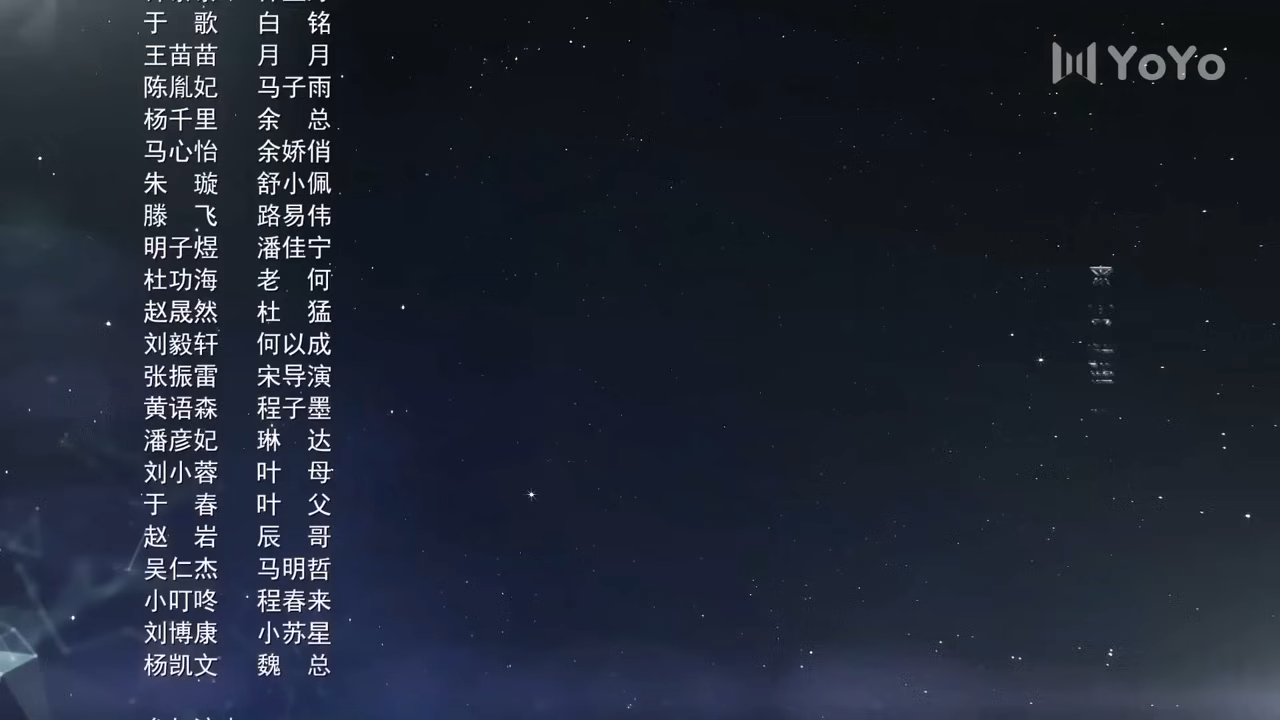 于 歌 白 铭
王苗苗 月 月
陈胤妃 马子雨
杨千里 余 总
马心怡 余娇俏
朱 璇 舒小佩
滕 飞 路易伟
明子煜 潘佳宁
杜功海 老 何
赵晟然 杜 猛
刘毅轩 何以成
张振雷 宋导演
黄语森 程子墨
潘彦妃 琳 达
刘小蓉 叶 母
于 春 叶 父
赵 岩 辰 哥
吴仁杰 马明哲
小叮咚 程春来
刘博康 小苏星
杨凯文 魏 总
YoYo